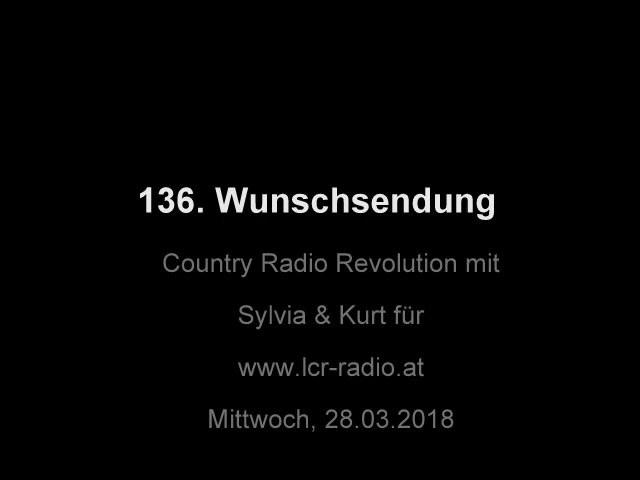 136. Wunschsendung
Country Radio Revolution mit
Sylvia & Kurt für
www.lcr-radio.at
Mittwoch, 28.03.2018